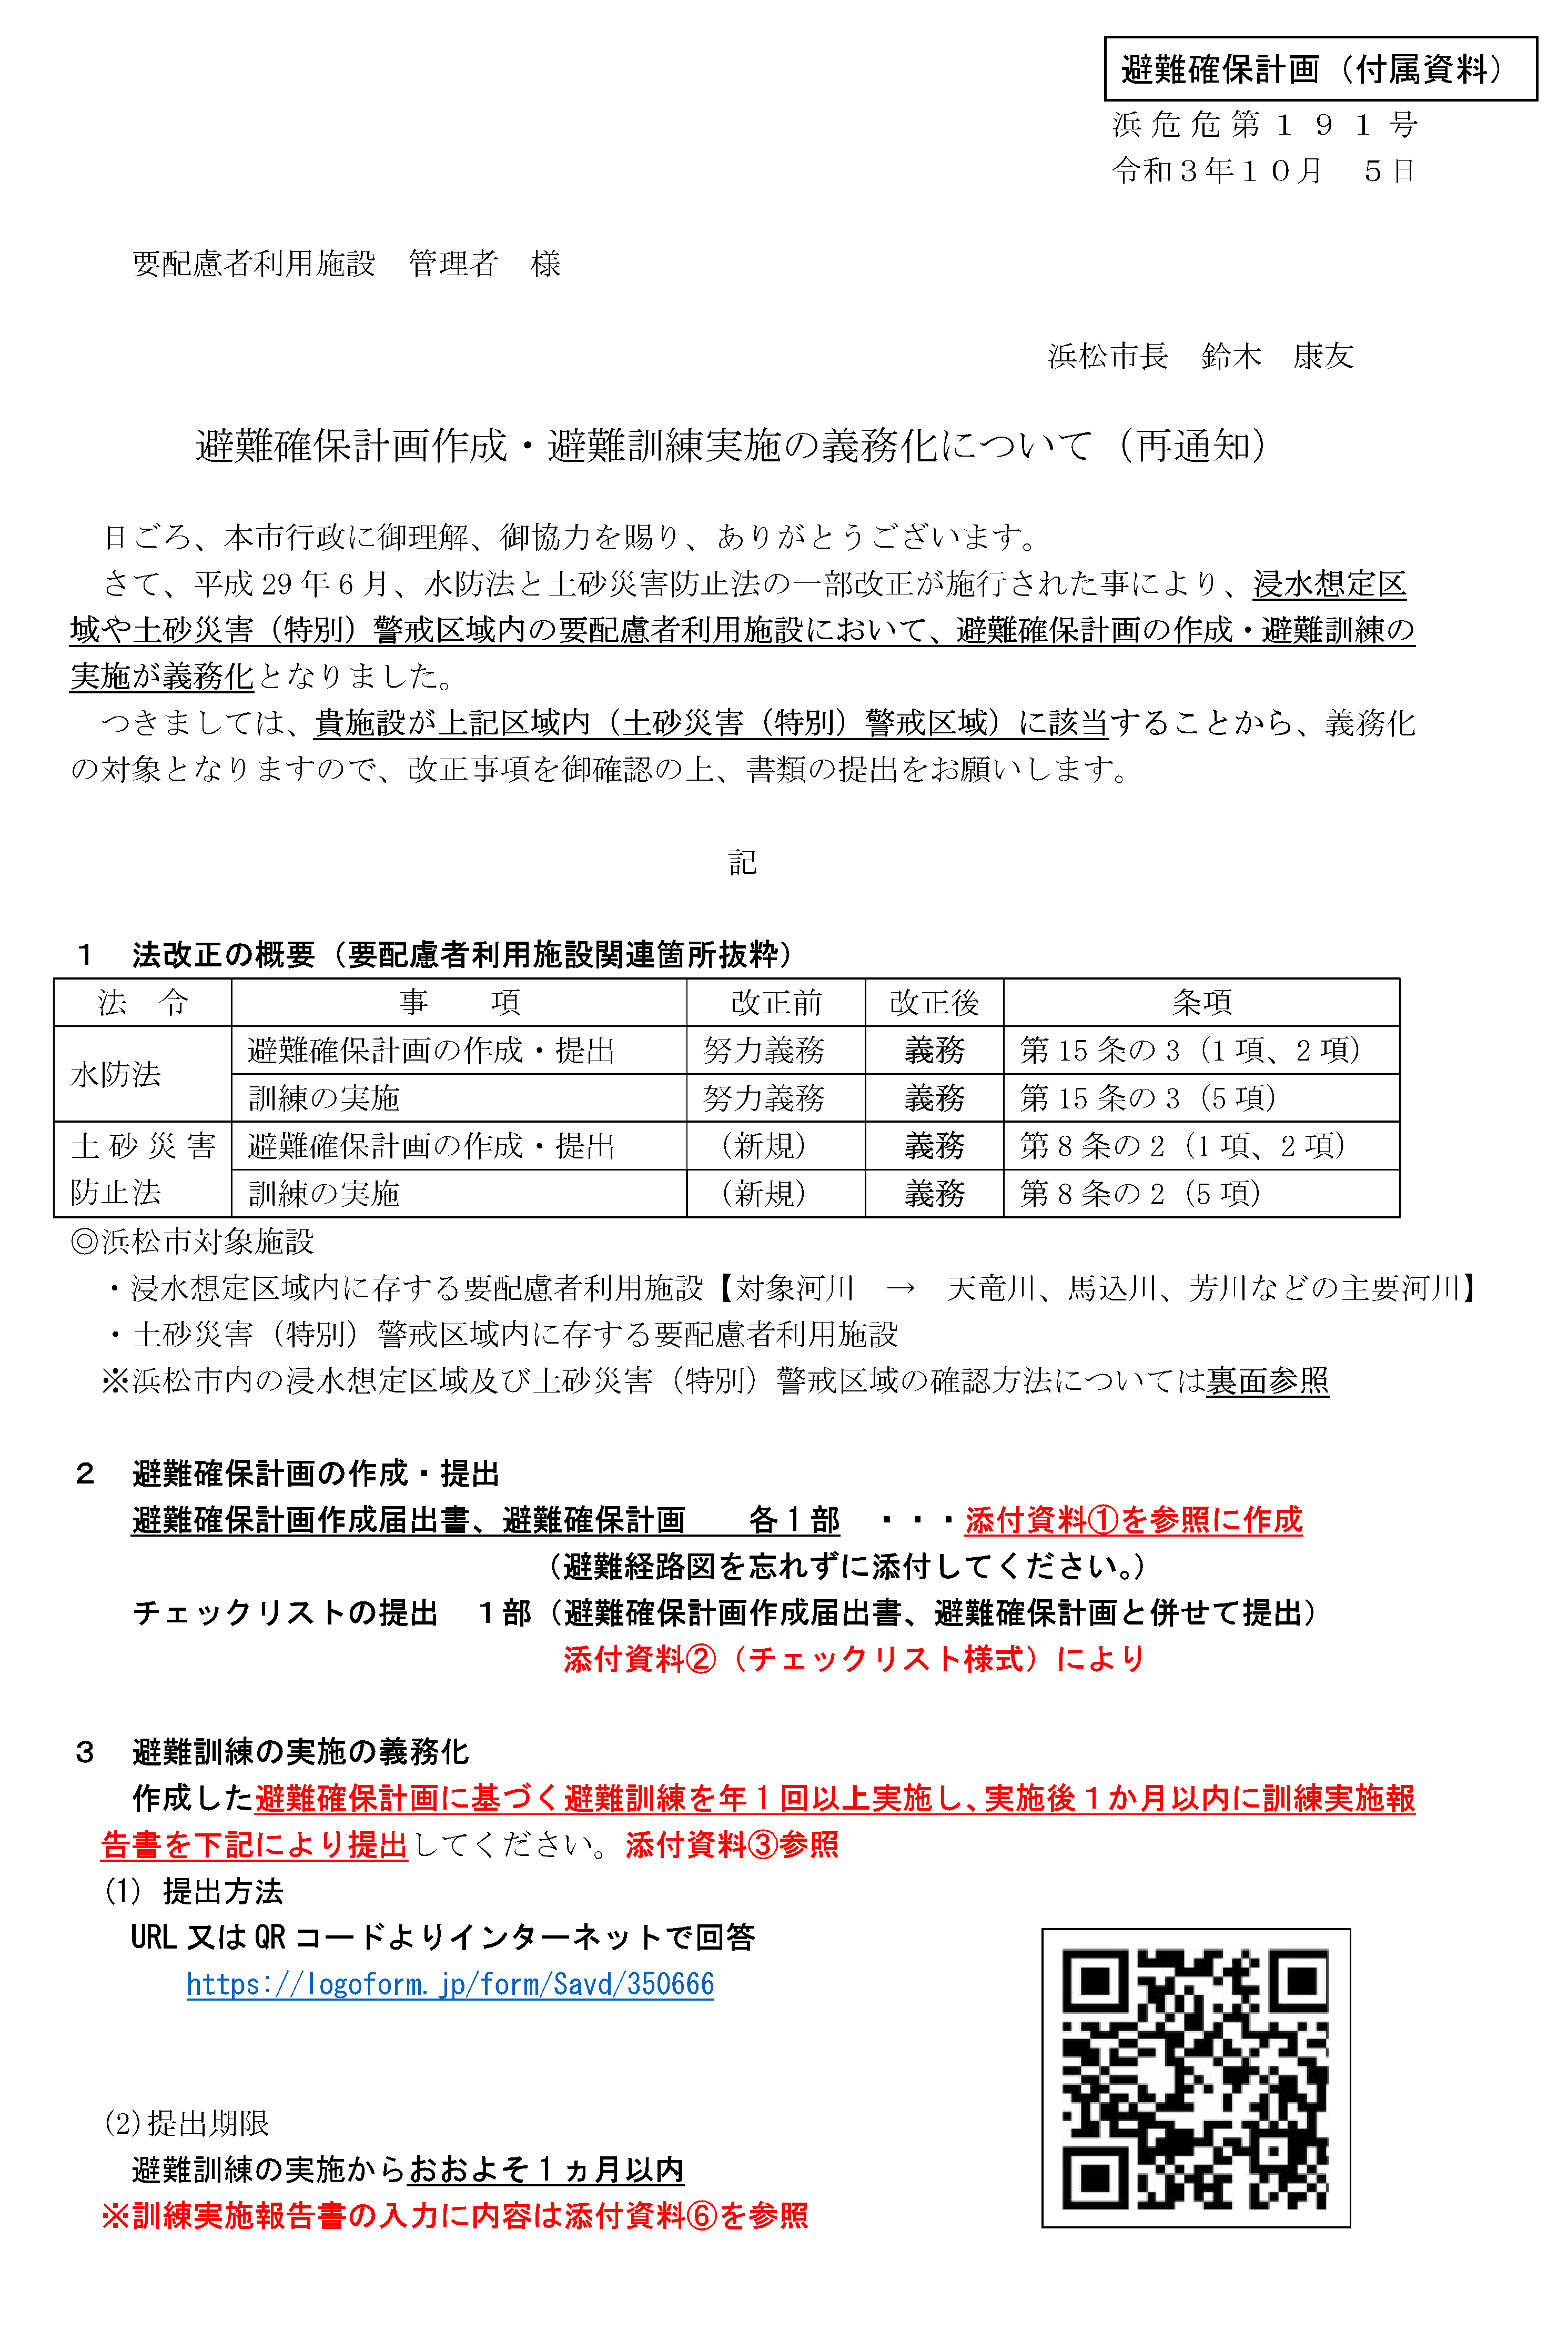 避難確保計画（付属資料）
浜危危第１９１号
令和３年１０月　５日
要配慮者利用施設　管理者　様
浜松市長　鈴木　康友
避難確保計画作成・避難訓練実施の義務化について（再通知）
日ごろ、本市行政に御理解、御協力を賜り、ありがとうございます。
さて、平成 29 年 6 月、水防法と土砂災害防止法の一部改正が施行された事により、浸水想定区
域や土砂災害（特別）警戒区域内の要配慮者利用施設において、避難確保計画の作成・避難訓練の
実施が義務化となりました。
つきましては、貴施設が上記区域内（土砂災害（特別）警戒区域）に該当することから、義務化
の対象となりますので、改正事項を御確認の上、書類の提出をお願いします。
記
１　法改正の概要（要配慮者利用施設関連箇所抜粋）
法　令　事　　項　改正前　改正後　条項
水防法　避難確保計画の作成・提出　努力義務　義務　第 15 条の 3（1 項、2 項）
訓練の実施　努力義務　義務　第 15 条の 3（5 項）
土砂災害　避難確保計画の作成・提出　（新規）　義務　第 8 条の 2（1 項、2 項）
防止法　訓練の実施　（新規）　義務　第 8 条の 2（5 項）
◎浜松市対象施設
・浸水想定区域内に存する要配慮者利用施設【対象河川　→　天竜川、馬込川、芳川などの主要河川】
・土砂災害（特別）警戒区域内に存する要配慮者利用施設
※浜松市内の浸水想定区域及び土砂災害（特別）警戒区域の確認方法については裏面参照
２　避難確保計画の作成・提出
避難確保計画作成届出書、避難確保計画　　各１部　・・・添付資料①を参照に作成
（避難経路図を忘れずに添付してください。）
チェックリストの提出　１部（避難確保計画作成届出書、避難確保計画と併せて提出）
添付資料②（チェックリスト様式）により
３　避難訓練の実施の義務化
作成した避難確保計画に基づく避難訓練を年１回以上実施し、実施後１か月以内に訓練実施報
告書を下記により提出してください。添付資料③参照
(1) 提出方法
URL 又は QR コードよりインターネットで回答
https://logoform.jp/form/Savd/350666
(2)提出期限
避難訓練の実施からおおよそ１ヵ月以内
※訓練実施報告書の入力に内容は添付資料⑥を参照